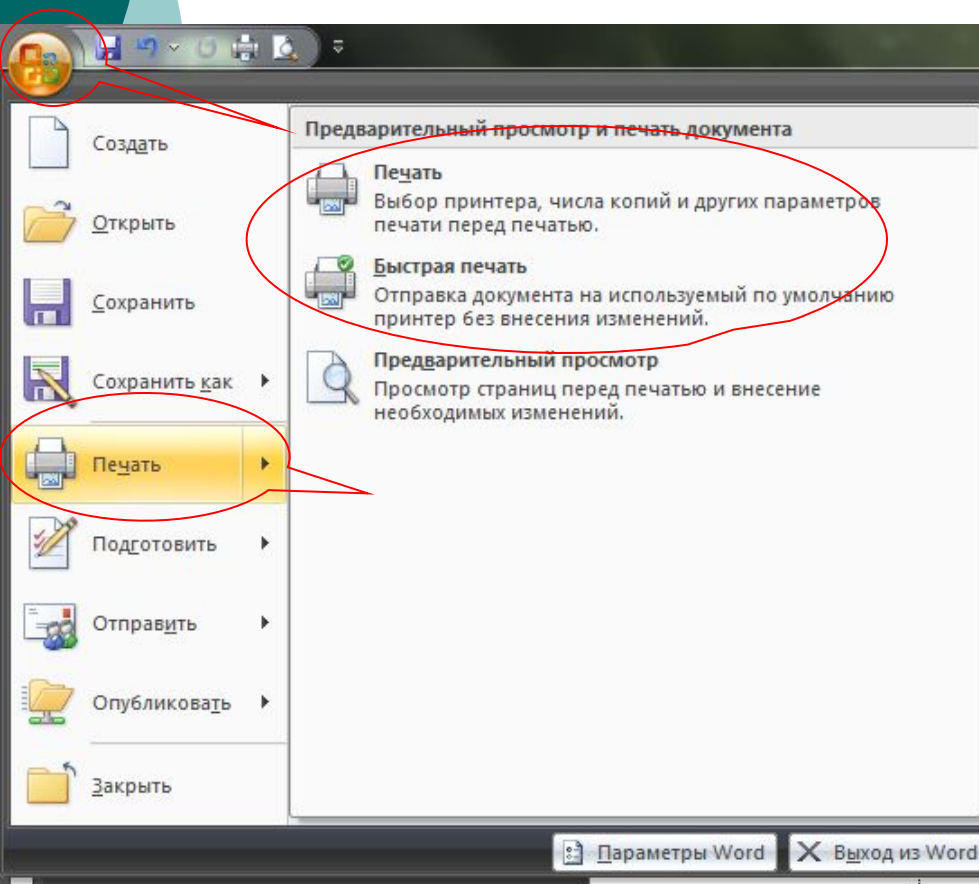 Создать
Открыть
Сохранить
Сохранить как
Печать
Подготовить
Отправить
Опубликовать
Закрыть
Предварительный просмотр и печать документа
Печать
Выбор принтера, числа копий и других параметров
печати перед печатью.
Быстрая печать
Отправка документа на используемый по умолчанию
принтер без внесения изменений.
Предварительный просмотр
Просмотр страниц перед печатью и внесение
необходимых изменений.
Параметры Word
Выход из Word